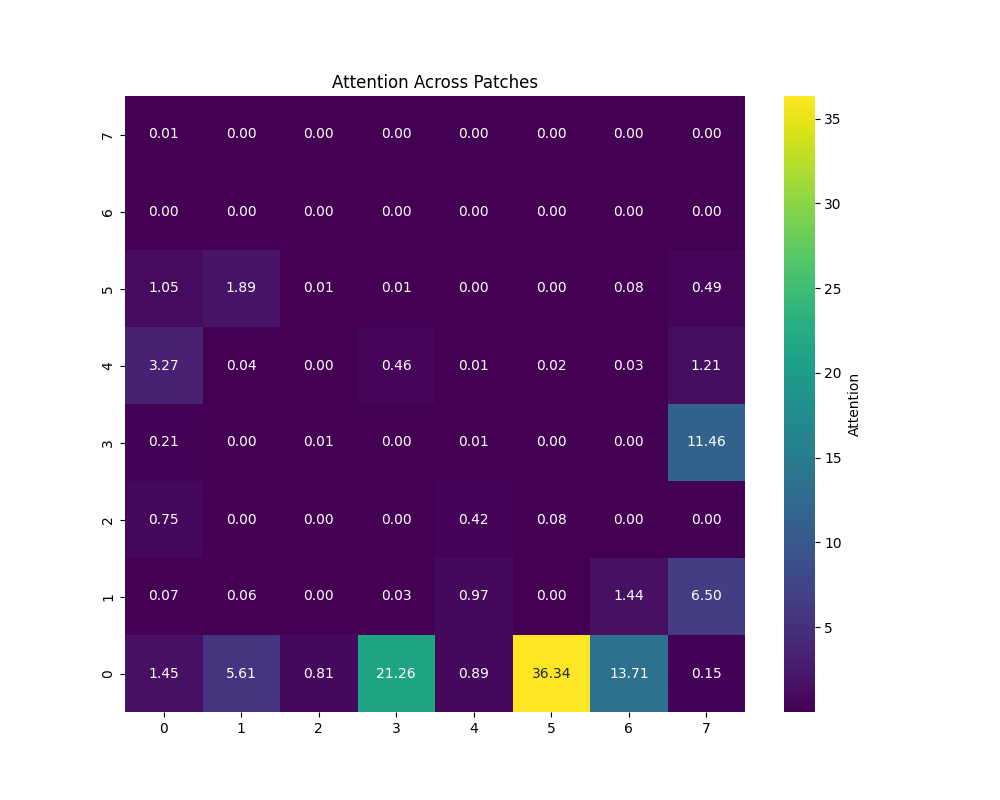 Attention Across Patches
7 0.01 0.00 0.00 0.00 0.00 0.00 0.00 0.00
6 0.00 0.00 0.00 0.00 0.00 0.00 0.00 0.00
5 1.05 1.89 0.01 0.01 0.00 0.00 0.08 0.49
4 3.27 0.04 0.00 0.46 0.01 0.02 0.03 1.21
3 0.21 0.00 0.01 0.00 0.01 0.00 0.00 11.46
2 0.75 0.00 0.00 0.00 0.42 0.08 0.00 0.00
1 0.07 0.06 0.00 0.03 0.97 0.00 1.44 6.50
0 1.45 5.61 0.81 21.26 0.89 36.34 13.71 0.15
0 1 2 3 4 5 6 7
35
30
25
20
15
10
5
Attention